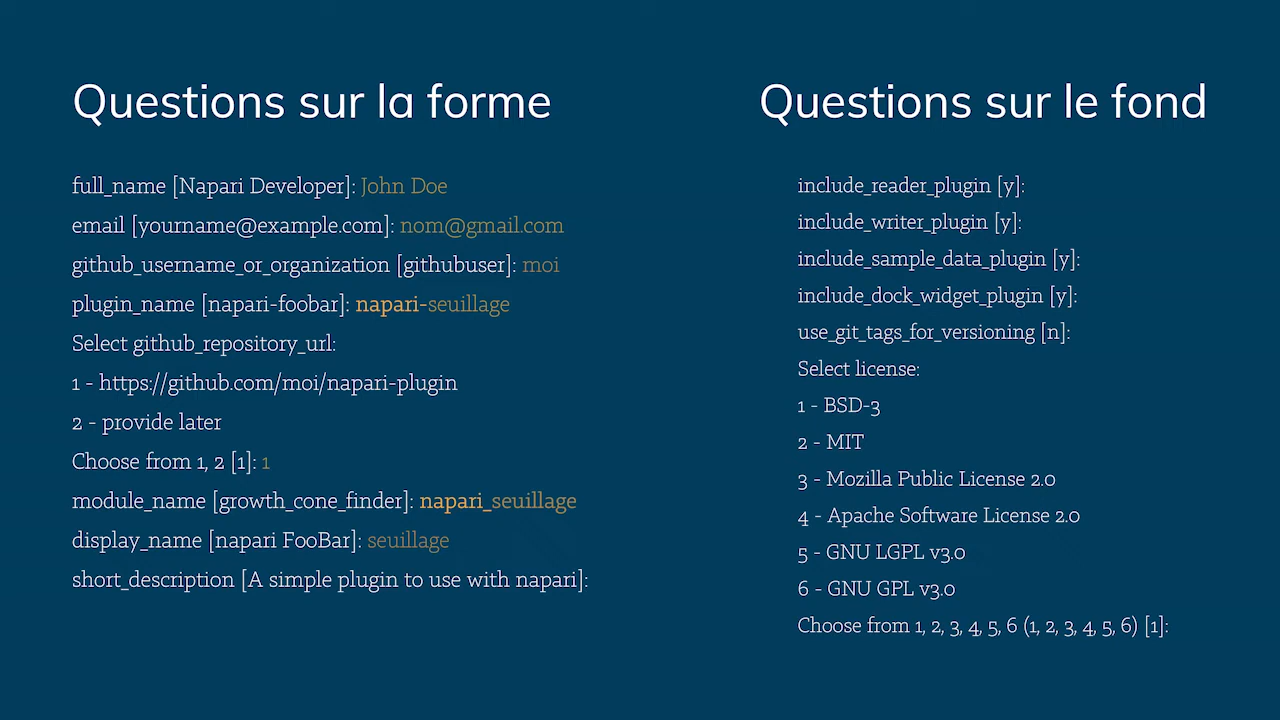 Questions sur la forme
full_name [Napari Developer]: John Doe
email [yourname@example.com]: nom@gmail.com
github_username_or_organization [githubuser]: moi
plugin_name [napari-foobar]: napari-seuillage
Select github_repository_url:
1 - https://github.com/moi/napari-plugin
2 - provide later
Choose from 1, 2 [1]: 1
module_name [growth_cone_finder]: napari_seuillage
display_name [napari FooBar]: seuillage
short_description [A simple plugin to use with napari]:
Questions sur le fond
include_reader_plugin [y]:
include_writer_plugin [y]:
include_sample_data_plugin [y]:
include_dock_widget_plugin [y]:
use_git_tags_for_versioning [n]:
Select license:
1 - BSD-3
2 - MIT
3 - Mozilla Public License 2.0
4 - Apache Software License 2.0
5 - GNU LGPL v3.0
6 - GNU GPL v3.0
Choose from 1, 2, 3, 4, 5, 6 (1, 2, 3, 4, 5, 6) [1]: